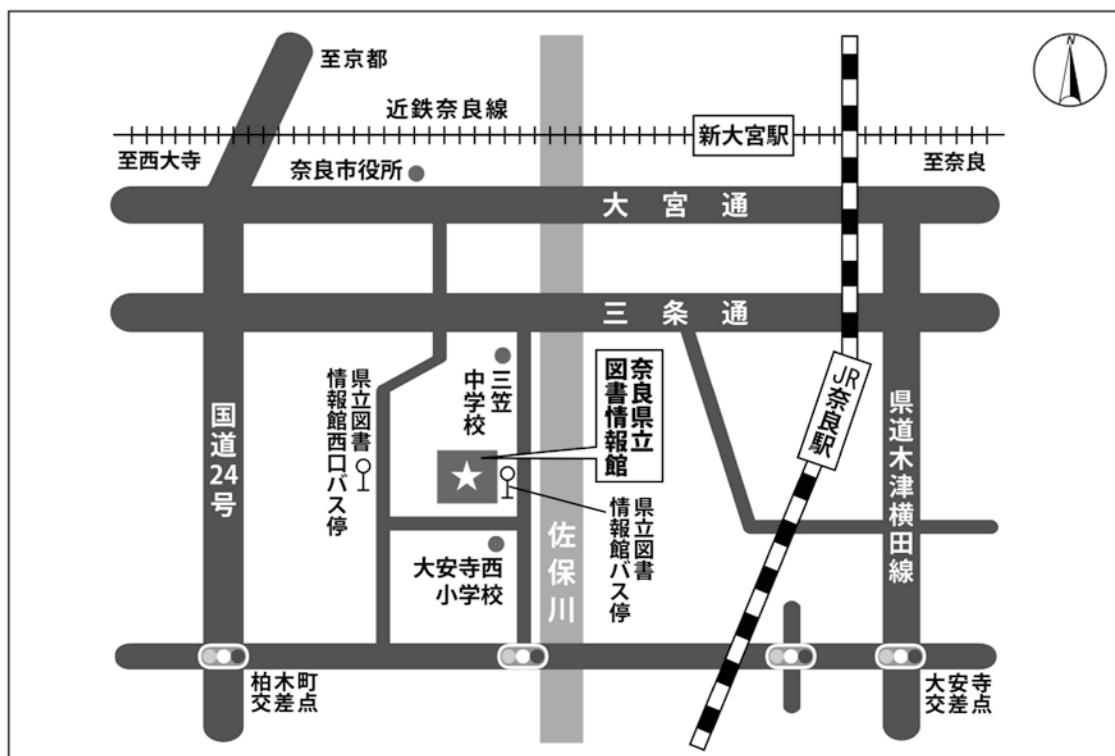 至京都
N
近鉄奈良線
新大宮駅
至西大寺
至奈良
奈良市役所
大宮通
三条通
三笠
中学校
奈良県立
図書情報館
JR奈良駅
県立図書
情報館西口バス停
国道24号
県道木津横田線
県立図書
情報館バス停
佐保川
大安寺西
小学校
柏木町
交差点
大安寺
交差点